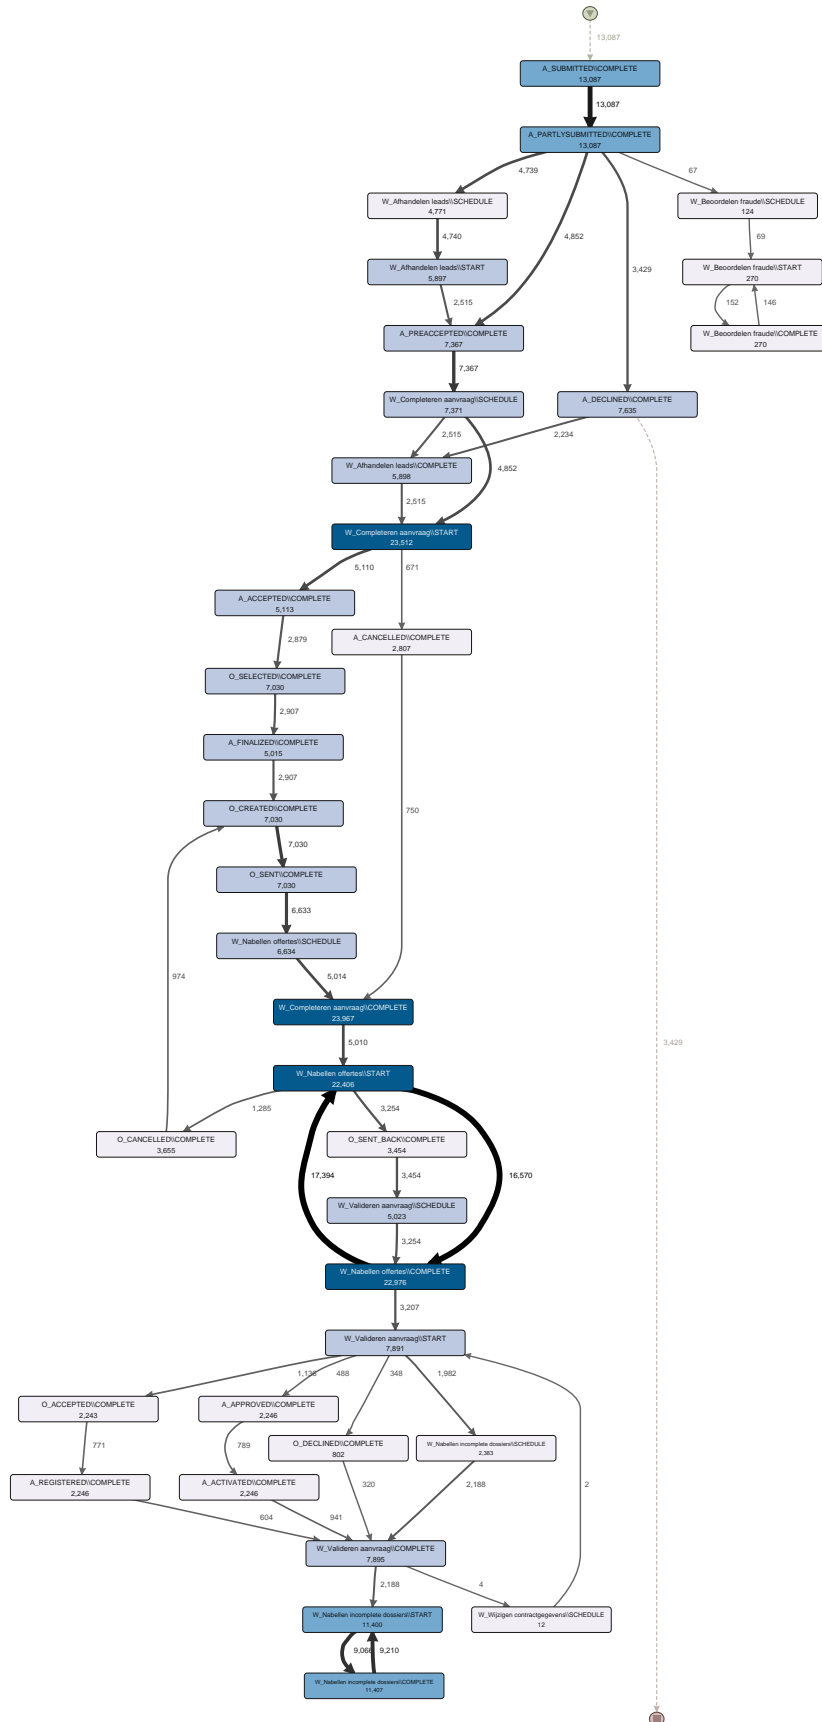 13,087
A_SUBMITTED\\COMPLETE
13,087
13,087
A_PARTLYSUBMITTED\\COMPLETE
13,087
4,739
67
W_Afhandelen leads\\SCHEDULE
4,771
W_Beoordelen fraude\\SCHEDULE
124
4,740
4,852
69
3,429
W_Afhandelen leads\\START
5,897
W_Beoordelen fraude\\START
270
2,515
152
146
A_PREACCEPTED\\COMPLETE
7,367
W_Beoordelen fraude\\COMPLETE
270
7,367
W_Completeren aanvraag\\SCHEDULE
7,371
A_DECLINED\\COMPLETE
7,635
2,515
2,234
W_Afhandelen leads\\COMPLETE
5,898
4,852
2,515
W_Completeren aanvraag\\START
23,512
5,110
671
A_ACCEPTED\\COMPLETE
5,113
2,879
A_CANCELLED\\COMPLETE
2,807
O_SELECTED\\COMPLETE
7,030
2,907
A_FINALIZED\\COMPLETE
5,015
2,907
O_CREATED\\COMPLETE
7,030
750
7,030
O_SENT\\COMPLETE
7,030
6,633
W_Nabellen offertes\\SCHEDULE
6,634
974
5,014
W_Completeren aanvraag\\COMPLETE
23,967
5,010
3,429
W_Nabellen offertes\\START
22,406
1,285
3,254
O_CANCELLED\\COMPLETE
3,655
O_SENT_BACK\\COMPLETE
3,454
17,394
3,454
16,570
W_Valideren aanvraag\\SCHEDULE
5,023
3,254
W_Nabellen offertes\\COMPLETE
22,976
3,207
W_Valideren aanvraag\\START
7,891
488
348
1,982
O_ACCEPTED\\COMPLETE
2,243
A_APPROVED\\COMPLETE
2,246
771
789
O_DECLINED\\COMPLETE
802
W_Nabellen incomplete dossiers\\SCHEDULE
2,383
A_REGISTERED\\COMPLETE
2,246
A_ACTIVATED\\COMPLETE
2,246
320
2,188
2
604
941
W_Valideren aanvraag\\COMPLETE
7,895
2,188
4
W_Nabellen incomplete dossiers\\START
11,400
W_Wijzigen contractgegevens\\SCHEDULE
12
9,210
W_Nabellen incomplete dossiers\\COMPLETE
11,407